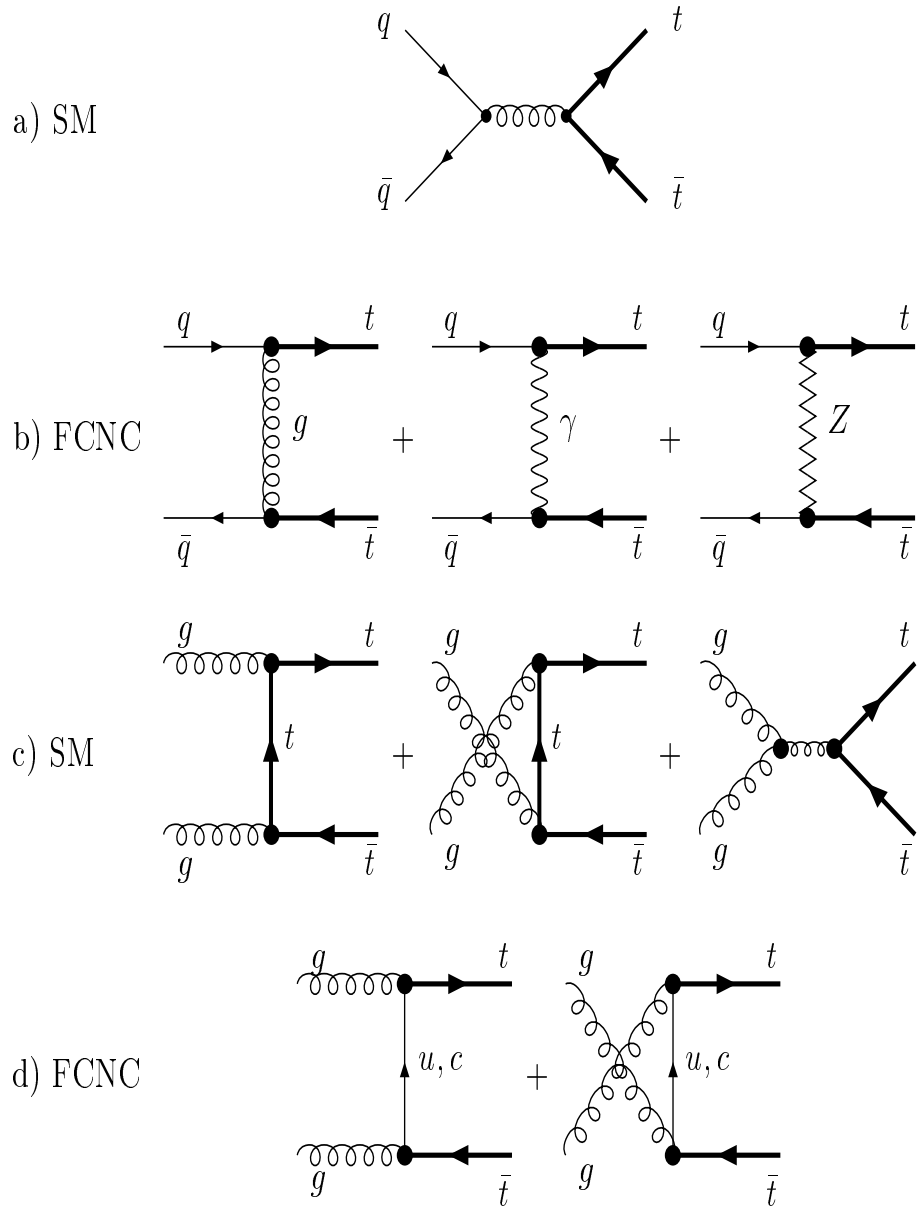 q t
a) SM
q̄ t̄
q t q t q t
b) FCNC g + γ + Z
q̄ t̄ q̄ t̄ q̄ t̄
g t g t g t
c) SM t + t +
g t̄ g t̄ g t̄
g t g t
d) FCNC u, c + u, c
g t̄ g t̄